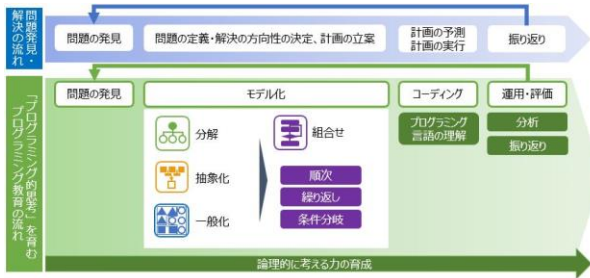 問題発見・
解決の流れ
問題の発見
問題の定義・解決の方向性の決定、計画の立案
計画の予測
計画の実行
振り返り
「プログラミング的思考」を育む
プログラミング教育の流れ
問題の発見
モデル化
コーディング
運用・評価
分解
抽象化
一般化
組合せ
順次
繰り返し
条件分岐
プログラミング
言語の理解
分析
振り返り
論理的に考える力の育成